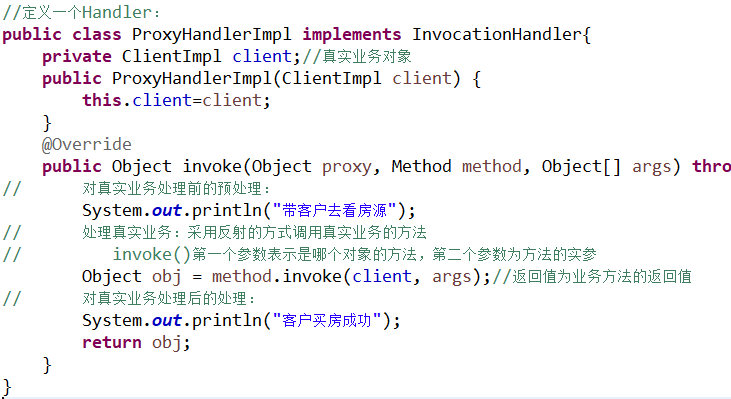 //定义一个Handler:
public class ProxyHandlerImpl implements InvocationHandler{
    private ClientImpl client;//真实业务对象
    public ProxyHandlerImpl(ClientImpl client) {
        this.client=client;
    }
    @Override
    public Object invoke(Object proxy, Method method, Object[] args) thro
//      对真实业务处理前的预处理:
        System.out.println("带客户去看房源");
//      处理真实业务:采用反射的方式调用真实业务的方法
//         invoke()第一个参数表示是哪个对象的方法,第二个参数为方法的实参
        Object obj = method.invoke(client, args);//返回值为业务方法的返回值
//      对真实业务处理后的处理:
        System.out.println("客户买房成功");
        return obj;
    }
}